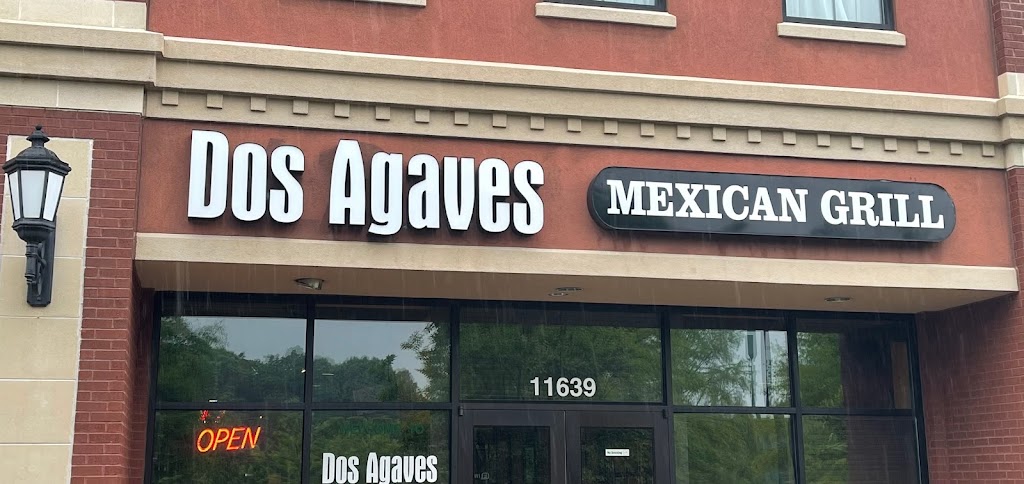 Dos Agaves
MEXICAN GRILL
11639
OPEN
Dos Agaves